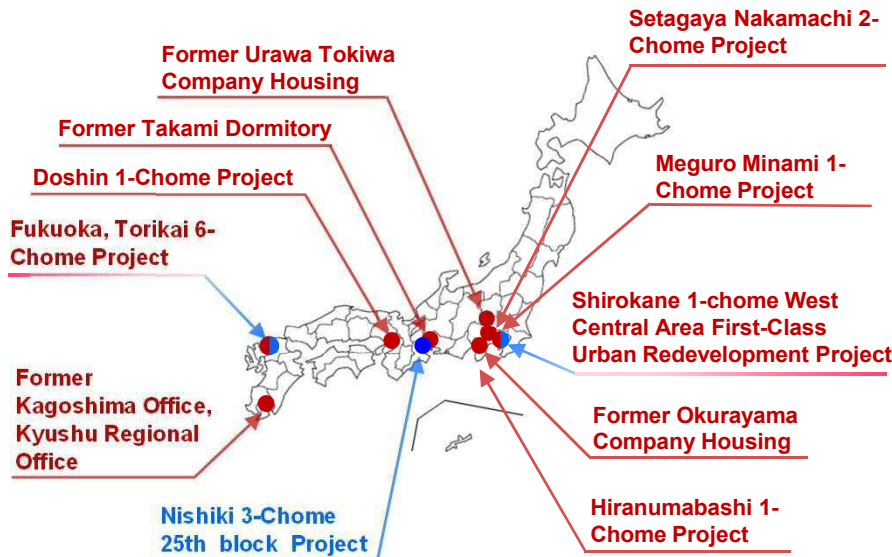 Setagaya Nakamachi 2-
Chome Project
Former Urawa Tokiwa
Company Housing
Former Takami Dormitory
Doshin 1-Chome Project
Meguro Minami 1-
Chome Project
Fukuoka, Torikai 6-
Chome Project
Shirokane 1-chome West
Central Area First-Class
Urban Redevelopment Project
Former
Kagoshima Office,
Kyushu Regional
Office
Former Okurayama
Company Housing
Nishiki 3-Chome
25th block Project
Hiranumabashi 1-
Chome Project